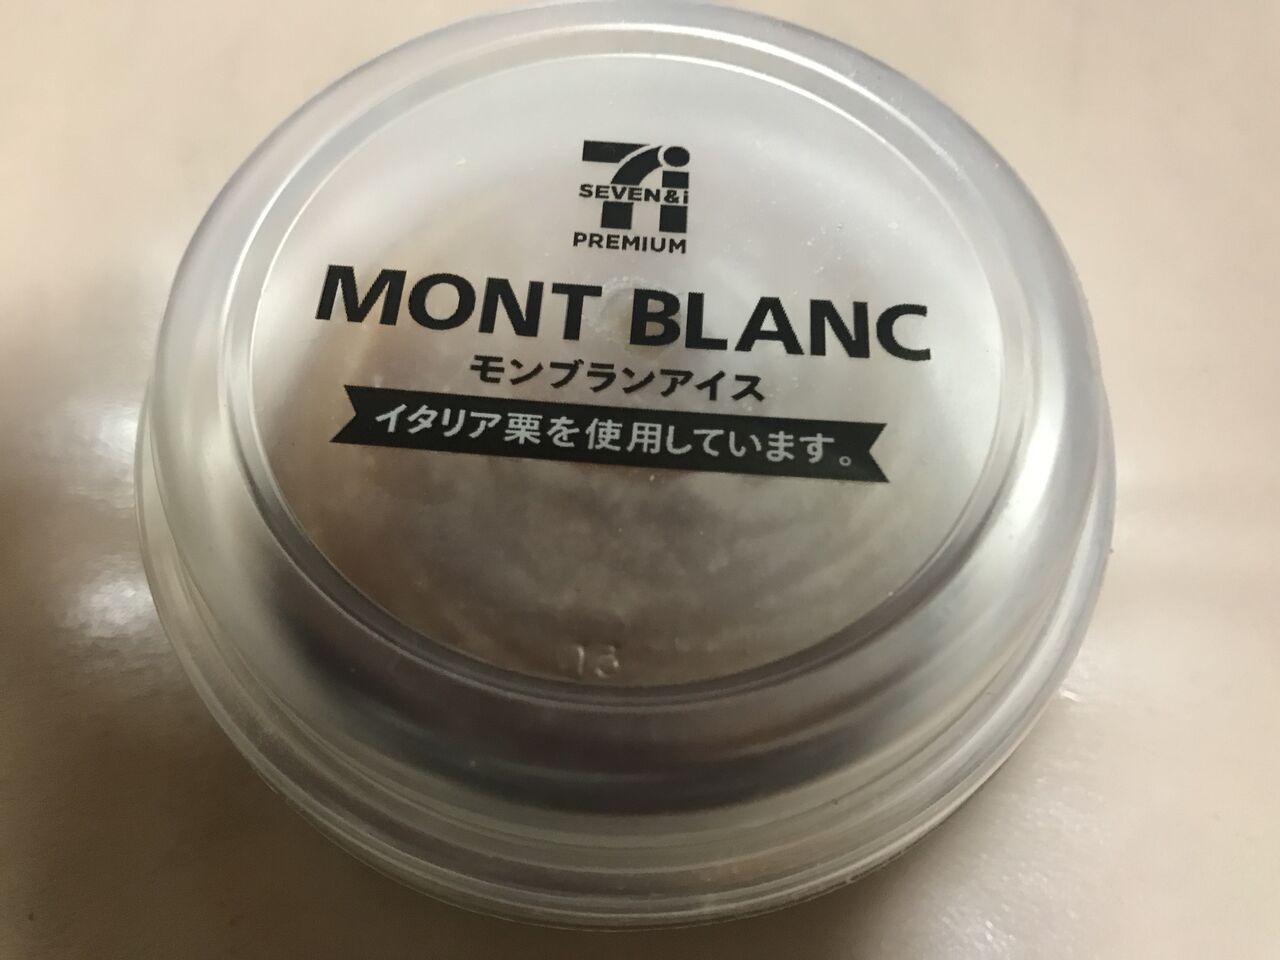 SEVEN&i
PREMIUM
MONT BLANC
モンブランアイス
イタリア栗を使用しています。
13